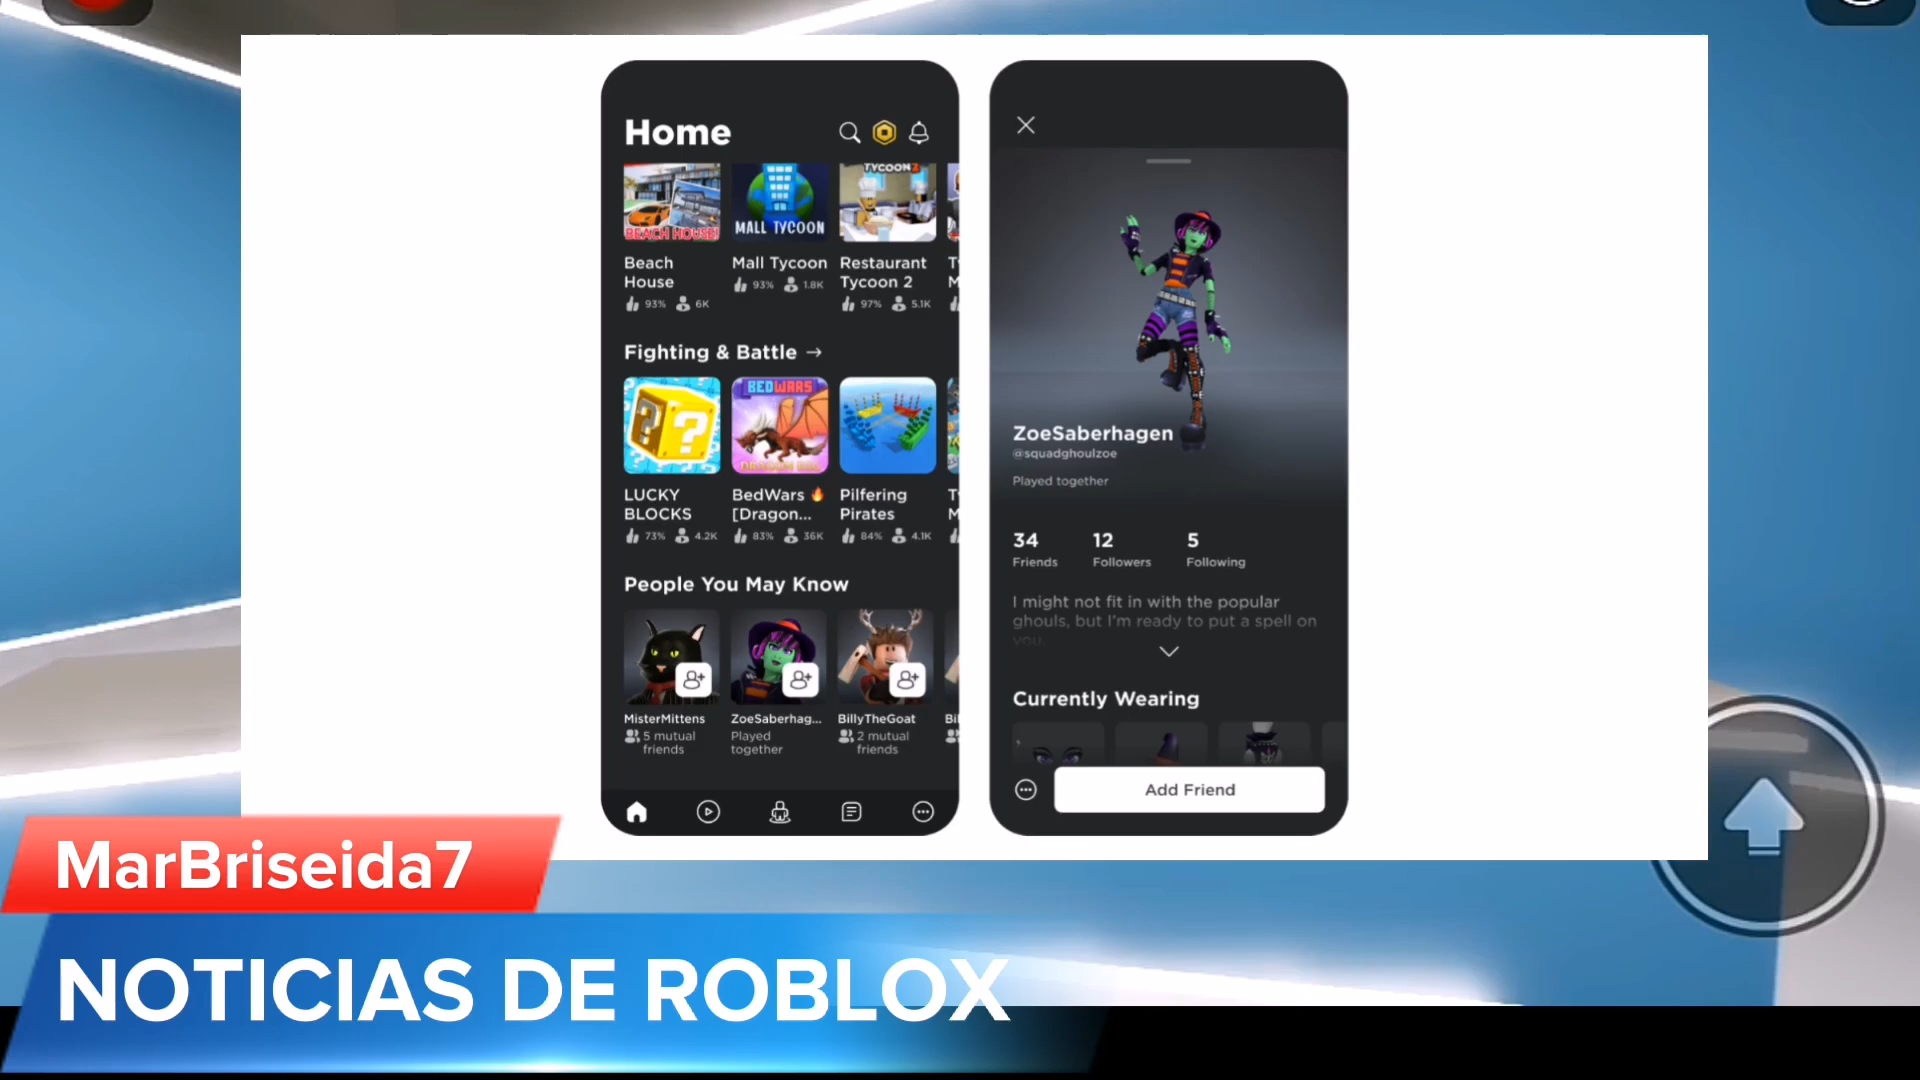 Home
BEACH HOUSE!
MALL TYCOON
TYCOON 2
Beach
House
93% 6K
Mall Tycoon
93% 1.8K
Restaurant
Tycoon 2
97% 5.1K
Fighting & Battle →
BEDWARS
LUCKY
BLOCKS
73% 4.2K
BedWars 🔥
[Dragon...
83% 36K
Pilfering
Pirates
84% 4.1K
People You May Know
MisterMittens
5 mutual
friends
ZoeSaberhag...
Played
together
BillyTheGoat
2 mutual
friends
ZoeSaberhagen
@squadghoulzoe
Played together
34 12 5
Friends Followers Following
I might not fit in with the popular
ghouls, but I'm ready to put a spell on
you.
Currently Wearing
Add Friend
MarBriseida7
NOTICIAS DE ROBLOX